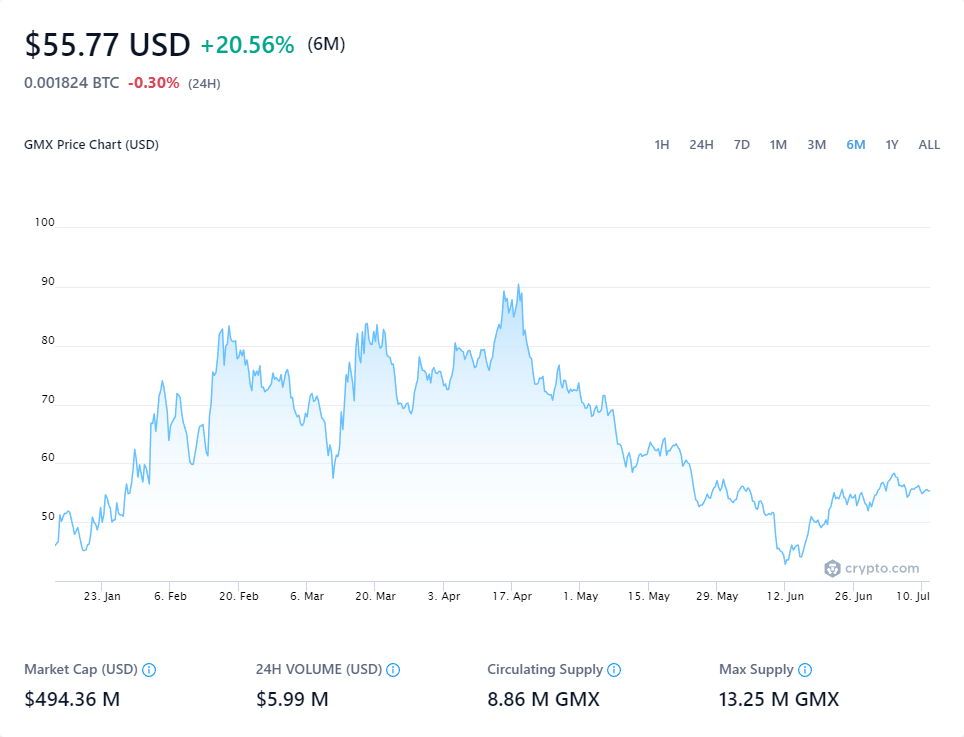 $55.77 USD +20.56% (6M)
0.001824 BTC -0.30% (24H)
GMX Price Chart (USD) 1H 24H 7D 1M 3M 6M 1Y ALL
100
90
80
70
60
50
crypto.com
23. Jan 6. Feb 20. Feb 6. Mar 20. Mar 3. Apr 17. Apr 1. May 15. May 29. May 12. Jun 26. Jun 10. Jul
Market Cap (USD) 24H VOLUME (USD) Circulating Supply Max Supply
$494.36 M $5.99 M 8.86 M GMX 13.25 M GMX